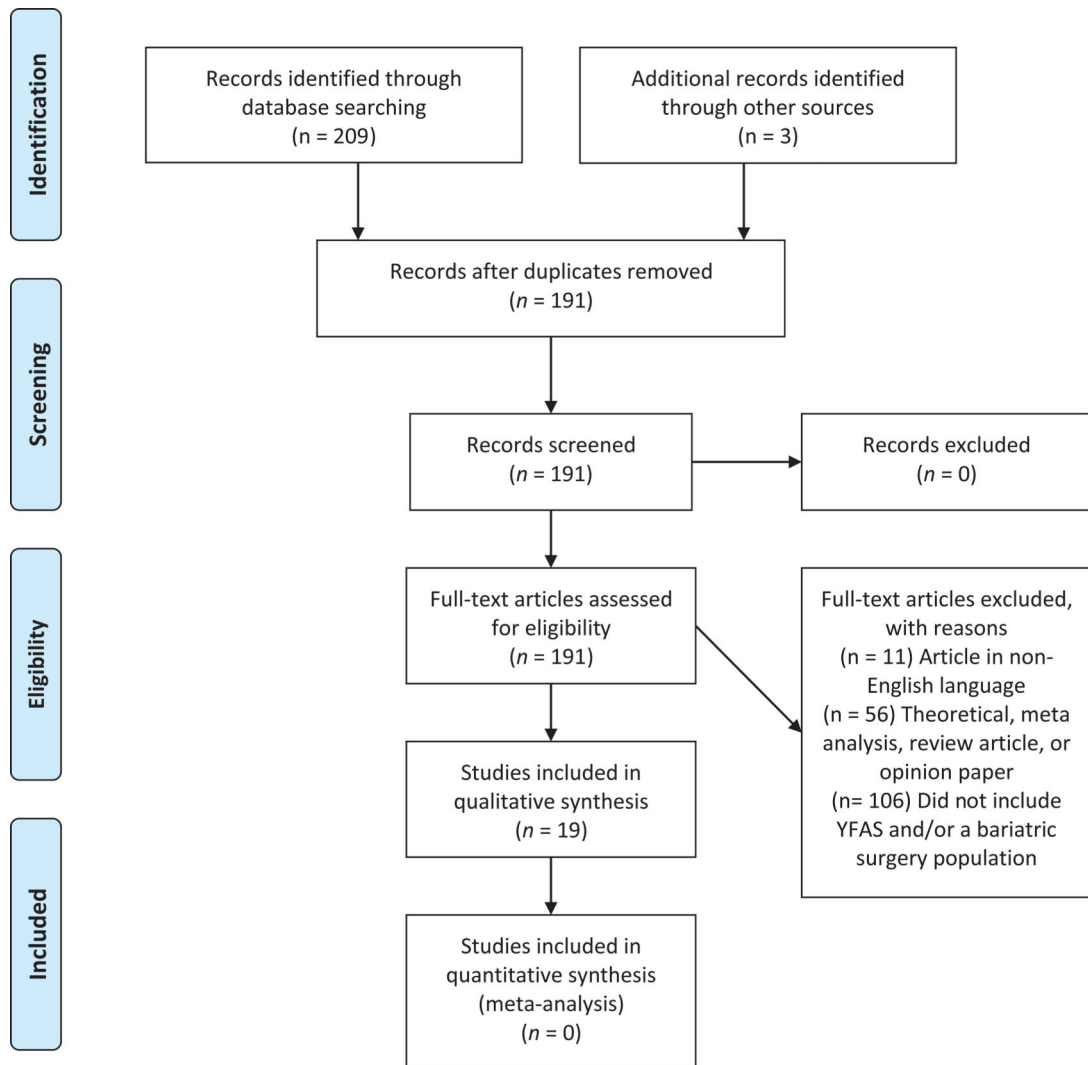 Identification
Records identified through
database searching
(n = 209)
Additional records identified
through other sources
(n = 3)
Records after duplicates removed
(n = 191)
Screening
Records screened
(n = 191)
Records excluded
(n = 0)
Eligibility
Full-text articles assessed
for eligibility
(n = 191)
Full-text articles excluded,
with reasons
(n = 11) Article in non-
English language
(n = 56) Theoretical, meta
analysis, review article, or
opinion paper
(n= 106) Did not include
YFAS and/or a bariatric
surgery population
Studies included in
qualitative synthesis
(n = 19)
Included
Studies included in
quantitative synthesis
(meta-analysis)
(n = 0)